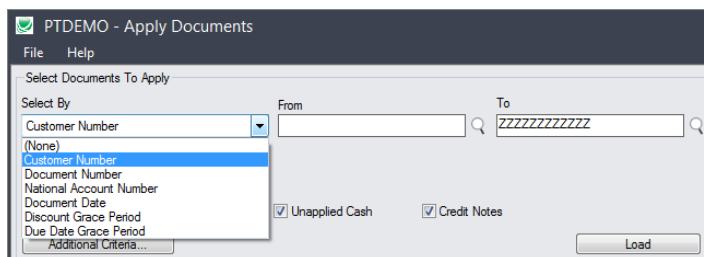 PTDEMO - Apply Documents
File Help
Select Documents To Apply
Select By From To
Customer Number ZZZZZZZZZZZZ
(None)
Customer Number
Document Number
National Account Number
Document Date
Discount Grace Period
Due Date Grace Period
Unapplied Cash Credit Notes
Additional Criteria... Load